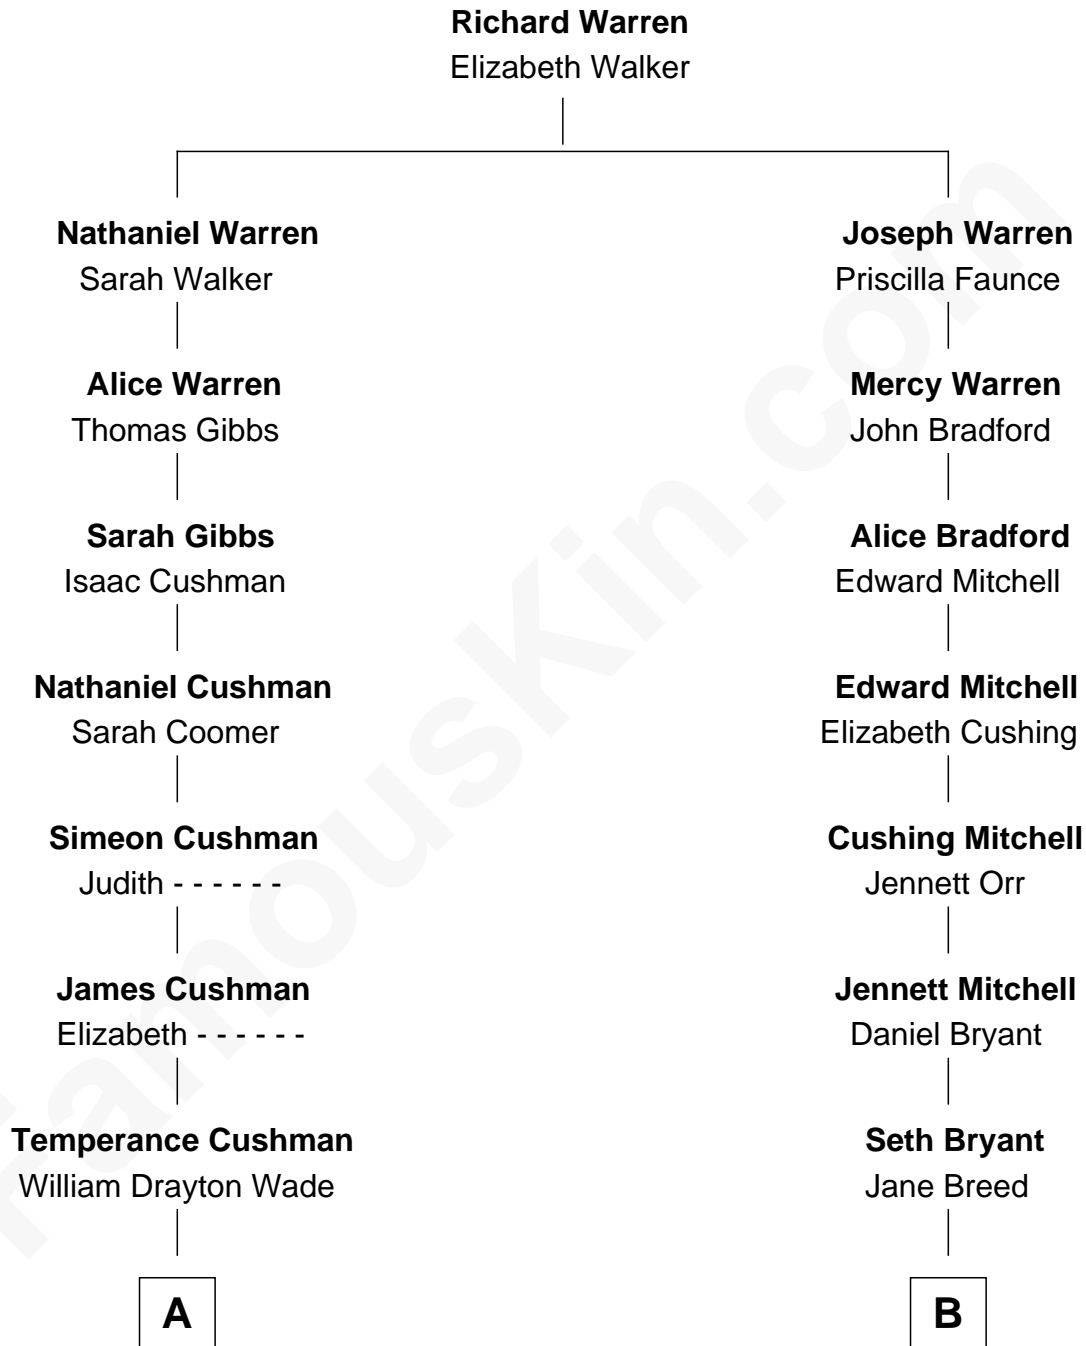 Richard Warren
Elizabeth Walker
Nathaniel Warren
Sarah Walker
Joseph Warren
Priscilla Faunce
Alice Warren
Thomas Gibbs
Mercy Warren
John Bradford
Sarah Gibbs
Isaac Cushman
Alice Bradford
Edward Mitchell
Nathaniel Cushman
Sarah Coomer
Edward Mitchell
Elizabeth Cushing
Simeon Cushman
Judith - - - - - -
Cushing Mitchell
Jennett Orr
James Cushman
Elizabeth - - - - - -
Jennett Mitchell
Daniel Bryant
Temperance Cushman
William Drayton Wade
Seth Bryant
Jane Breed
A
B
FamousKin.com